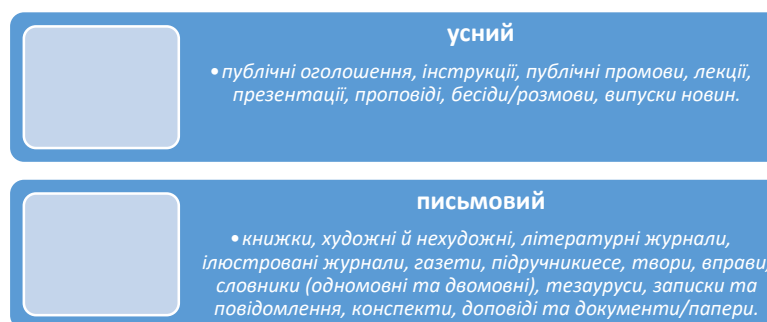 усний
•публічні оголошення, інструкції, публічні промови, лекції,
презентації, проповіді, бесіди/розмови, випуски новин.
письмовий
•книжки, художні й нехудожні, літературні журнали,
ілюстровані журнали, газети, підручникиесе, твори, вправи,
словники (одномовні та двомовні), тезауруси, записки та
повідомлення, конспекти, доповіді та документи/папери.